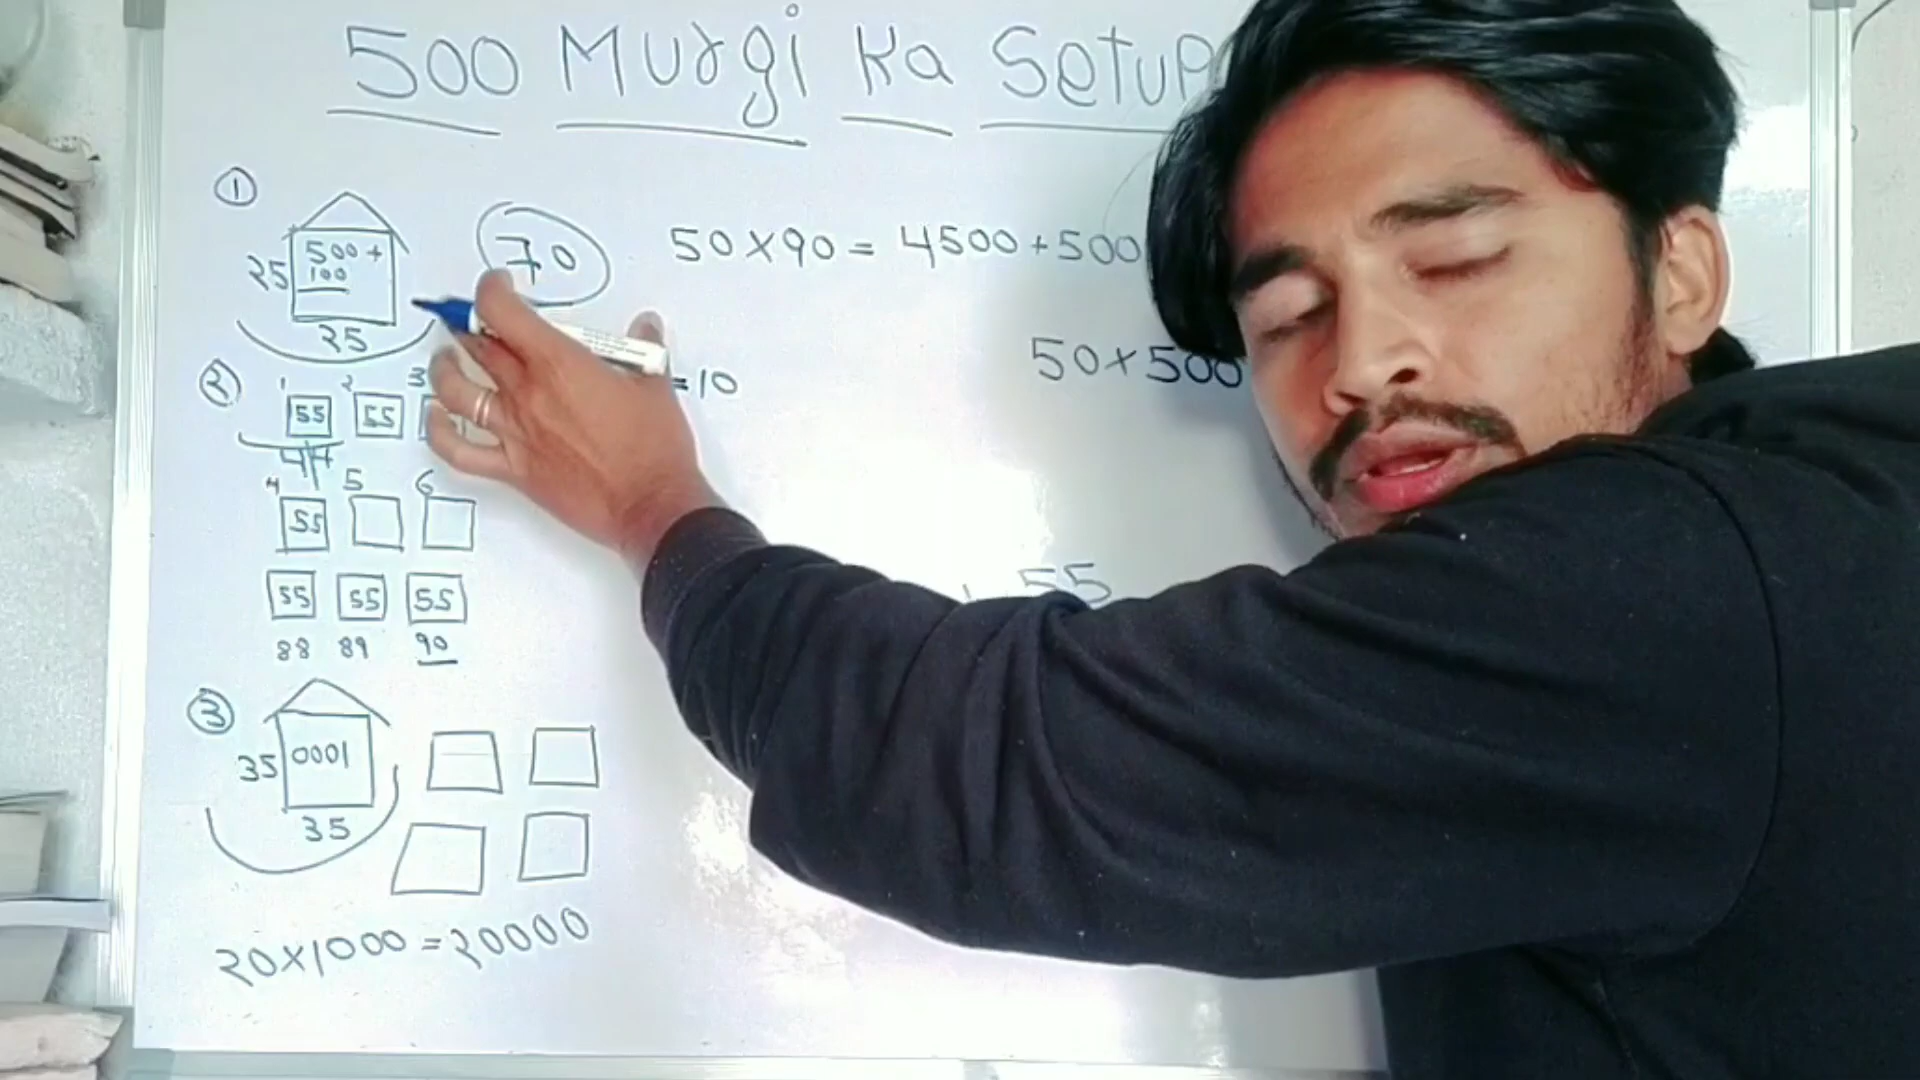 500 Murgi Ka Setup
1
500 +
100
25
25
70
50 x 90 = 4500 + 500
= 10
50 x 500
2
1 2 3
55 55
4 5 6
55
55 55 55
88 89 90
55
3
0001
35
35
20 x 1000 = 20000